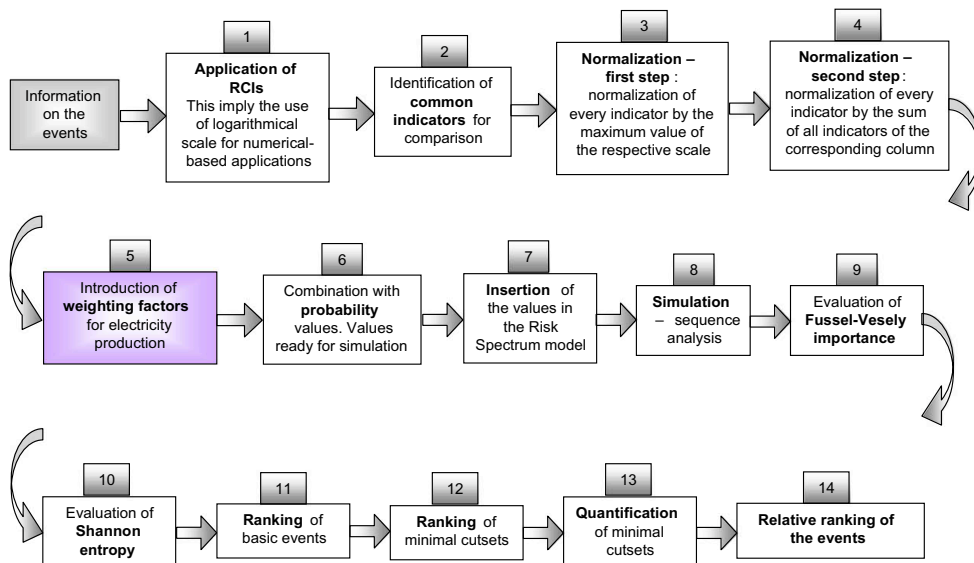 1
Application of
RCIs
This imply the use
of logarithmical
scale for numerical-
based applications
2
Identification of
common
indicators for
comparison
3
Normalization –
first step :
normalization of
every indicator by the
maximum value of
the respective scale
4
Normalization –
second step :
normalization of every
indicator by the sum
of all indicators of the
corresponding column
Information
on the
events
5
Introduction of
weighting factors
for electricity
production
6
Combination with
probability
values. Values
ready for simulation
7
Insertion of
the values in
the Risk
Spectrum model
8
Simulation
– sequence
analysis
9
Evaluation of
Fussel-Vesely
importance
10
Evaluation of
Shannon
entropy
11
Ranking of
basic events
12
Ranking of
minimal cutsets
13
Quantification
of minimal
cutsets
14
Relative ranking of
the events